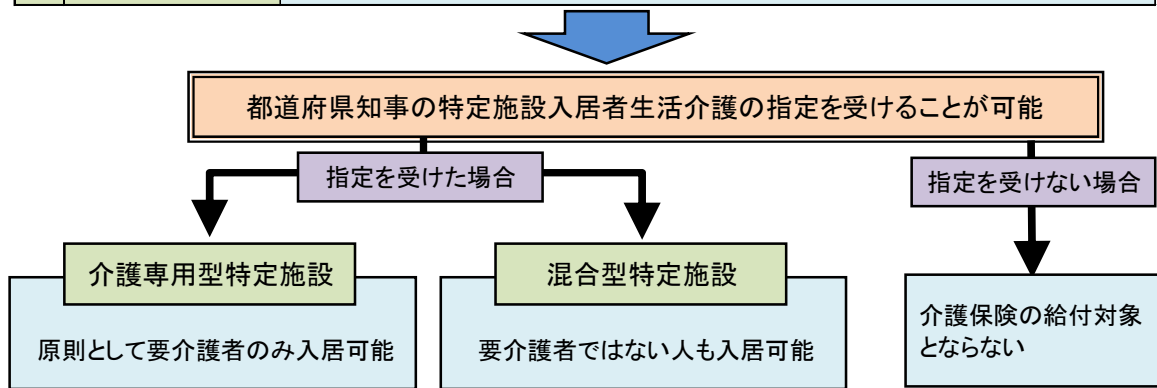 都道府県知事の特定施設入居者生活介護の指定を受けることが可能
指定を受けた場合
指定を受けない場合
介護専用型特定施設
原則として要介護者のみ入居可能
混合型特定施設
要介護者ではない人も入居可能
介護保険の給付対象
とならない